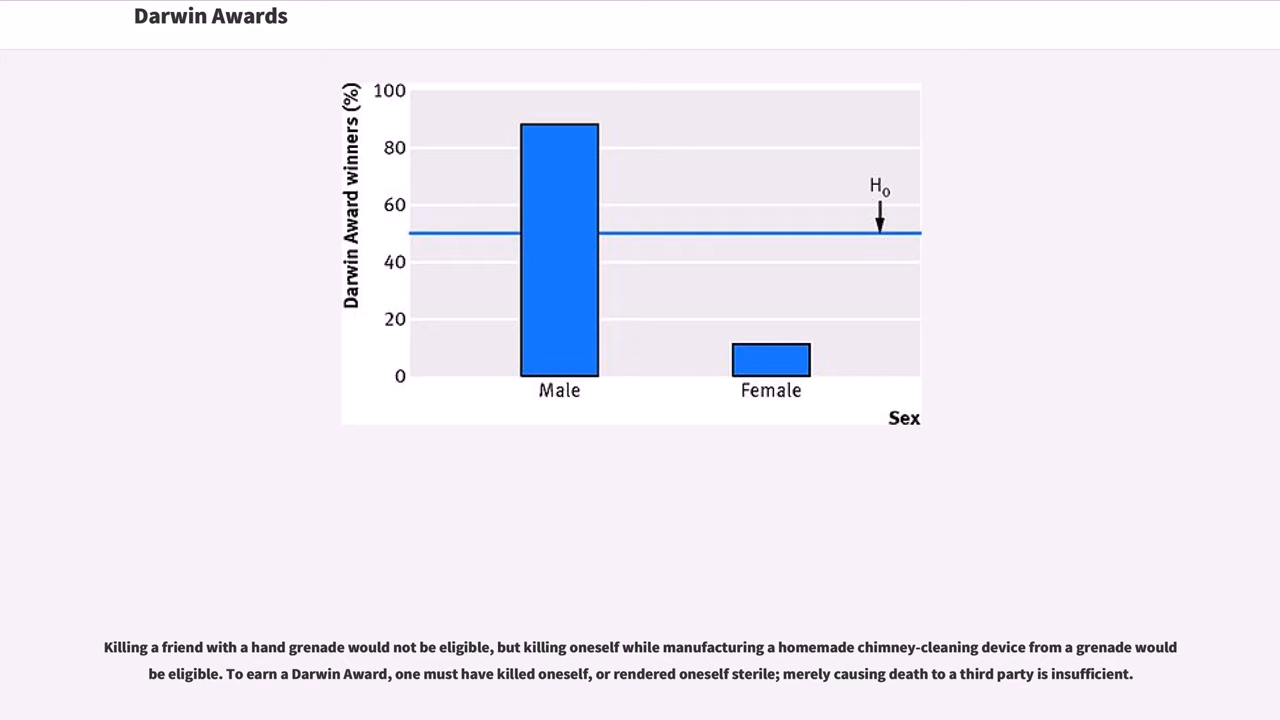 Darwin Awards
Darwin Award winners (%)
100
80
60
40
20
0
H₀
Male
Female
Sex
Killing a friend with a hand grenade would not be eligible, but killing oneself while manufacturing a homemade chimney-cleaning device from a grenade would
be eligible. To earn a Darwin Award, one must have killed oneself, or rendered oneself sterile; merely causing death to a third party is insufficient.